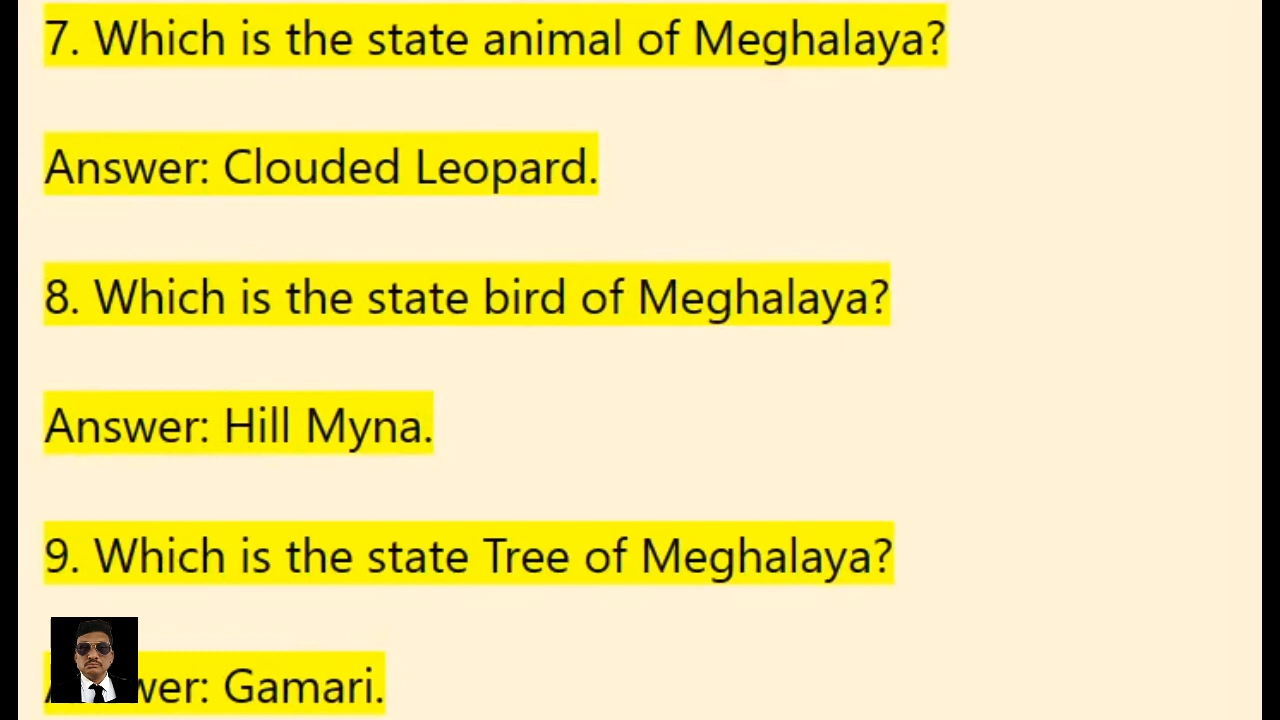 7. Which is the state animal of Meghalaya?
Answer: Clouded Leopard.
8. Which is the state bird of Meghalaya?
Answer: Hill Myna.
9. Which is the state Tree of Meghalaya?
Answer: Gamari.